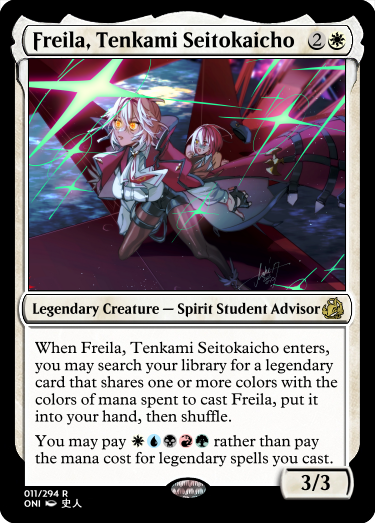 Freila, Tenkami Seitokaicho 2
Legendary Creature — Spirit Student Advisor
When Freila, Tenkami Seitokaicho enters,
you may search your library for a legendary
card that shares one or more colors with the
colors of mana spent to cast Freila, put it
into your hand, then shuffle.
You may pay rather than pay
the mana cost for legendary spells you cast.
3/3
011/294 R
ONI 史人